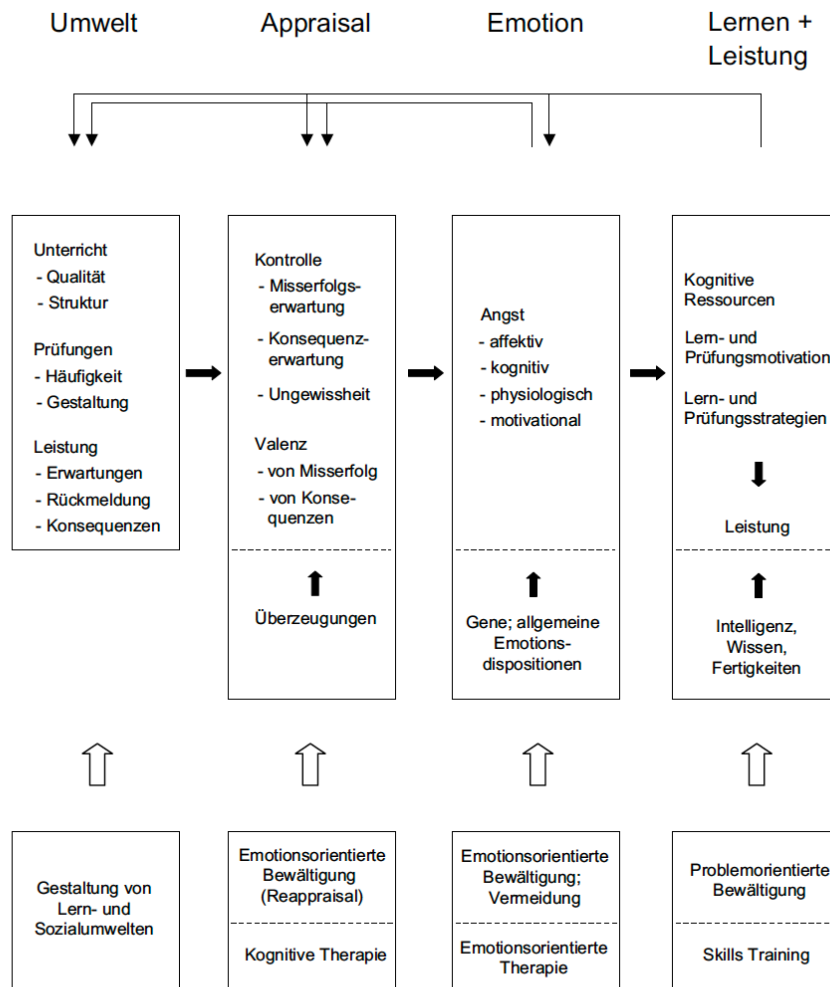 Umwelt
Appraisal
Emotion
Lernen +
Leistung
Unterricht
- Qualität
- Struktur
Prüfungen
- Häufigkeit
- Gestaltung
Leistung
- Erwartungen
- Rückmeldung
- Konsequenzen
Kontrolle
- Misserfolgs-
erwartung
- Konsequenz-
erwartung
- Ungewissheit
Valenz
- von Misserfolg
- von Konse-
quenzen
Überzeugungen
Angst
- affektiv
- kognitiv
- physiologisch
- motivational
Gene; allgemeine
Emotions-
dispositionen
Kognitive
Ressourcen
Lern- und
Prüfungsmotivation
Lern- und
Prüfungsstrategien
Leistung
Intelligenz,
Wissen,
Fertigkeiten
Gestaltung von
Lern- und
Sozialumwelten
Emotionsorientierte
Bewältigung
(Reappraisal)
Kognitive Therapie
Emotionsorientierte
Bewältigung;
Vermeidung
Emotionsorientierte
Therapie
Problemorientierte
Bewältigung
Skills Training